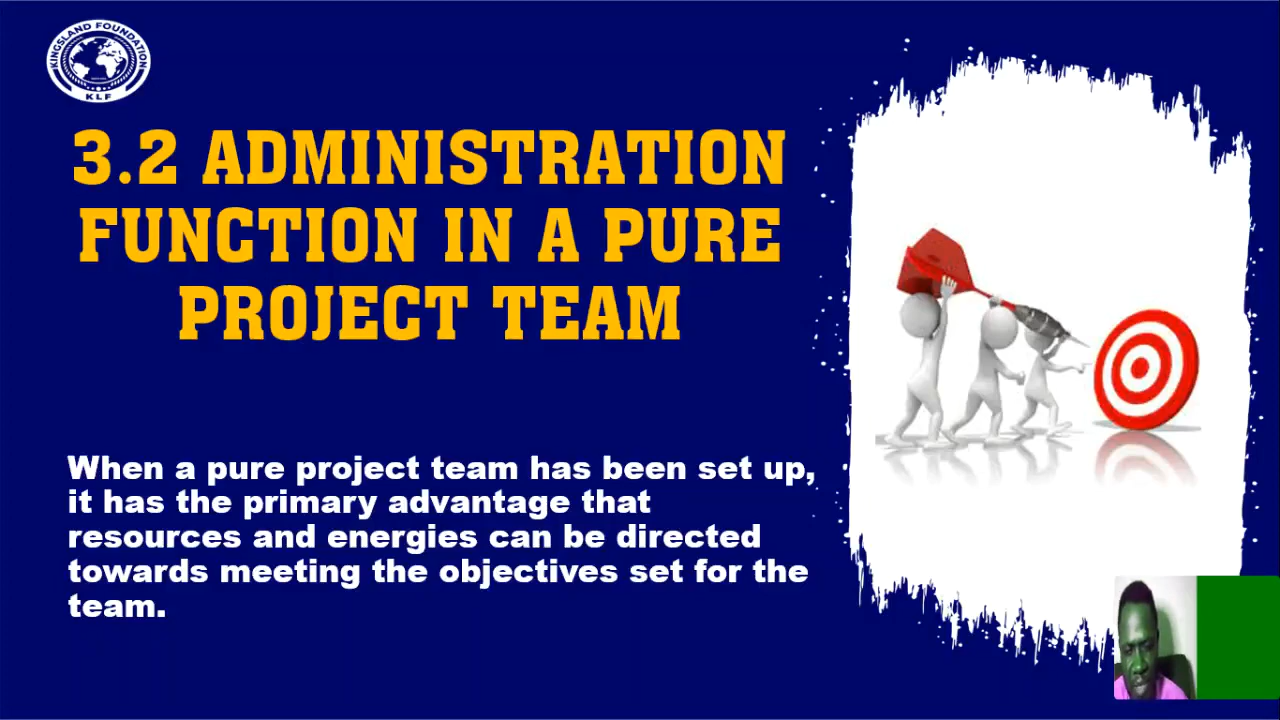 KINGSLAND FOUNDATION
KLF
3.2 ADMINISTRATION
FUNCTION IN A PURE
PROJECT TEAM
When a pure project team has been set up,
it has the primary advantage that
resources and energies can be directed
towards meeting the objectives set for the
team.